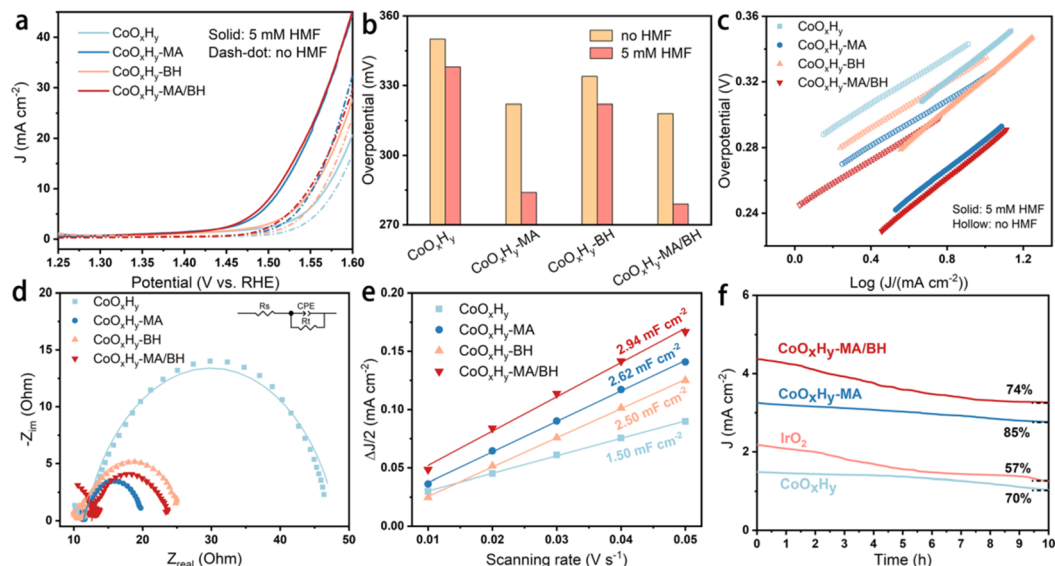 a
CoOxHy
CoOxHy-MA
CoOxHy-BH
CoOxHy-MA/BH
Solid: 5 mM HMF
Dash-dot: no HMF
J (mA cm⁻²)
40
30
20
10
0
1.25 1.30 1.35 1.40 1.45 1.50 1.55 1.60
Potential (V vs. RHE)
b
no HMF
5 mM HMF
Overpotential (mV)
360
330
300
270
CoOxHy
CoOxHy-MA
CoOxHy-BH
CoOxHy-MA/BH
c
CoOxHy
CoOxHy-MA
CoOxHy-BH
CoOxHy-MA/BH
Overpotential (V)
0.36
0.32
0.28
0.24
Solid: 5 mM HMF
Hollow: no HMF
0.0 0.4 0.8 1.2
Log (J/(mA cm⁻²))
d
CoOxHy
CoOxHy-MA
CoOxHy-BH
CoOxHy-MA/BH
Rs
CPE
Rt
-Zim (Ohm)
20
15
10
5
0
0 10 20 30 40 50
Zreal (Ohm)
e
CoOxHy
CoOxHy-MA
CoOxHy-BH
CoOxHy-MA/BH
2.94 mF cm⁻²
2.62 mF cm⁻²
2.50 mF cm⁻²
1.50 mF cm⁻²
ΔJ/2 (mA cm⁻²)
0.20
0.15
0.10
0.05
0.00
0.01 0.02 0.03 0.04 0.05
Scanning rate (V s⁻¹)
f
CoOxHy-MA/BH
74%
CoOxHy-MA
85%
IrO₂
57%
CoOxHy
70%
J (mA cm⁻²)
6
4
2
0
0 1 2 3 4 5 6 7 8 9 10
Time (h)